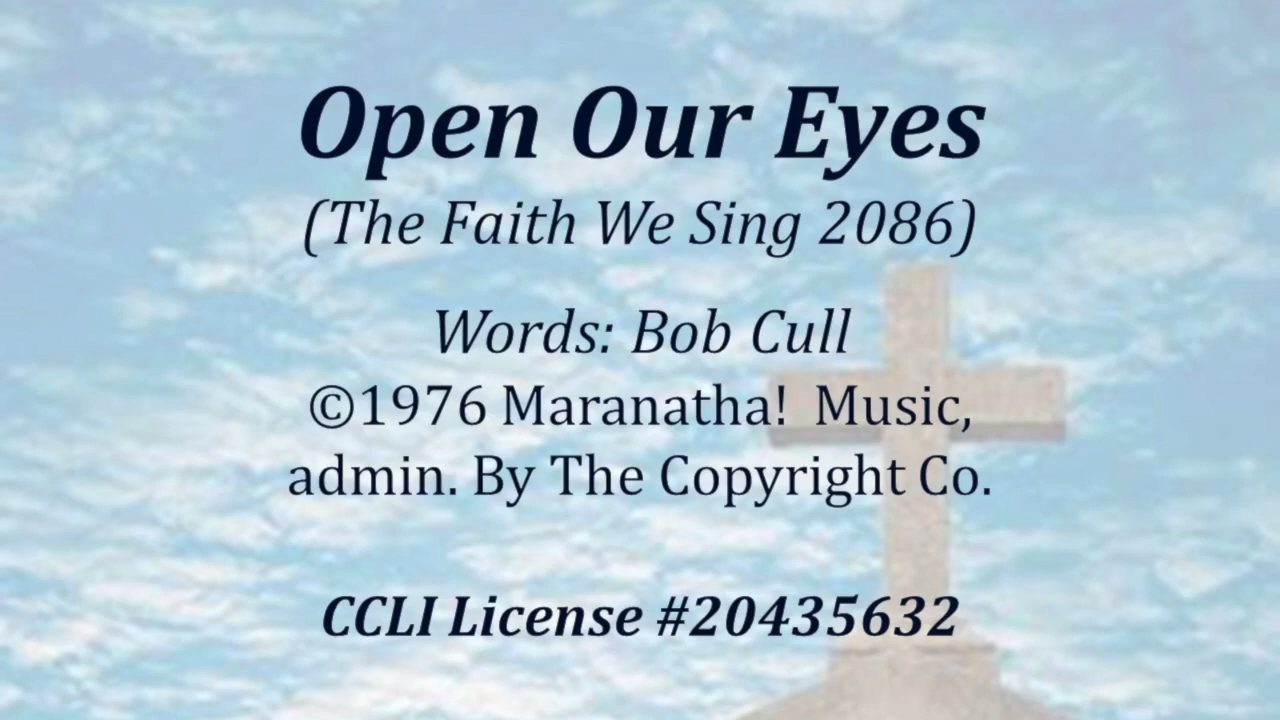 Open Our Eyes
(The Faith We Sing 2086)
Words: Bob Cull
©1976 Maranatha!  Music,
admin. By The Copyright Co.
CCLI License #20435632